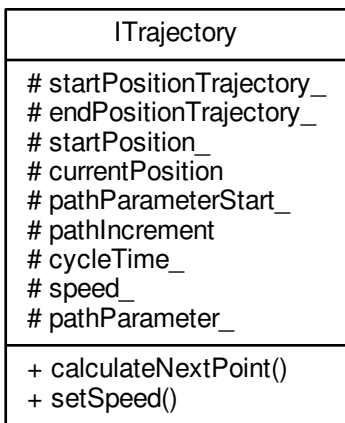 ITrajectory
# startPositionTrajectory_
# endPositionTrajectory_
# startPosition_
# currentPosition
# pathParameterStart_
# pathIncrement
# cycleTime_
# speed_
# pathParameter_
+ calculateNextPoint()
+ setSpeed()